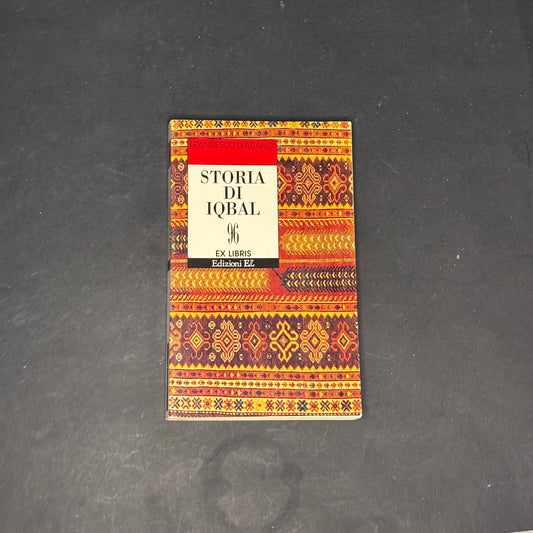 FRANCESCO D'ADAMO
STORIA
DI
IQBAL
96
EX LIBRIS
Edizioni EL